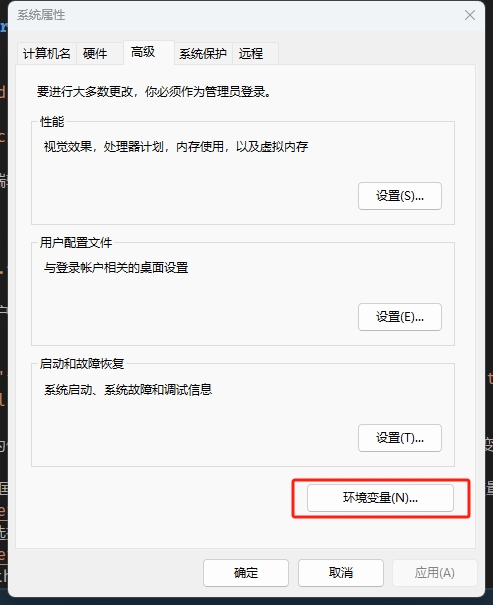 系统属性
计算机名 硬件 高级 系统保护 远程
要进行大多数更改，你必须作为管理员登录。
性能
视觉效果，处理器计划，内存使用，以及虚拟内存
设置(S)...
用户配置文件
与登录帐户相关的桌面设置
设置(E)...
启动和故障恢复
系统启动、系统故障和调试信息
设置(T)...
环境变量(N)...
确定 取消 应用(A)